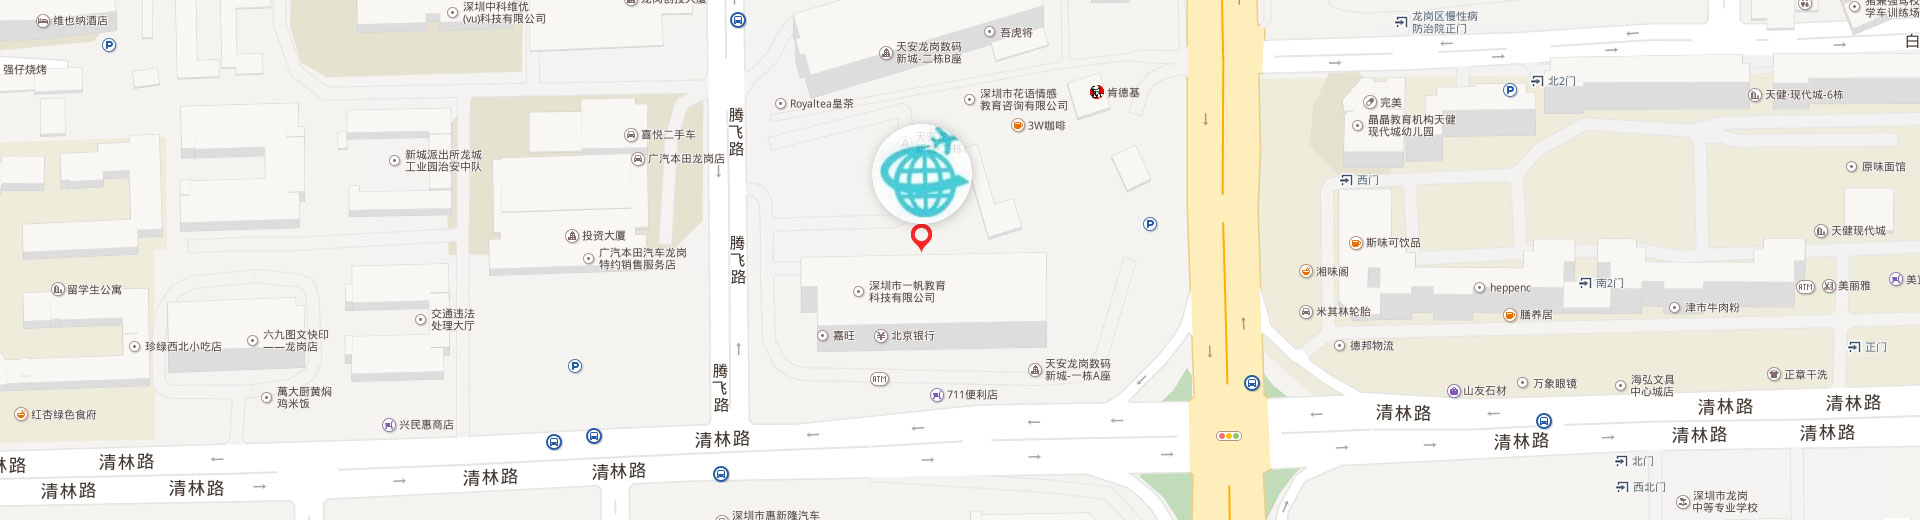 维也纳酒店
深圳中科维优
(vu)科技有限公司
强仔烧烤
新城派出所龙城
工业园治安中队
喜悦二手车
广汽本田龙岗店
投资大厦
广汽本田汽车龙岗
特约销售服务店
留学生公寓
珍绿西北小吃店
六九图文快印
——龙岗店
交通违法
处理大厅
萬大厨黄焖
鸡米饭
红杏绿色食府
兴民惠商店
腾飞路
腾飞路
腾飞路
吾虎将
天安龙岗数码
新城-二栋B座
Royaltea皇茶
深圳市花语情感
教育咨询有限公司
3W咖啡
肯德基
深圳市一帆教育
科技有限公司
嘉旺
北京银行
ATM
711便利店
天安龙岗数码
新城-一栋A座
龙岗区慢性病
防治院正门
学车训练场
白
北2门
完美
晶晶教育机构天健
现代城幼儿园
天健·现代城-6栋
原味面馆
西门
斯味可饮品
湘味阁
米其林轮胎
heppenc
南2门
膳养居
天健现代城
ATM
美丽雅
美宜
津市牛肉粉
德邦物流
正门
山友石材
万象眼镜
海弘文具
中心城店
正章干洗
清林路
清林路
清林路
清林路
清林路
清林路
清林路
清林路
清林路
清林路
清林路
清林路
林路
北门
西北门
深圳市龙岗
中等专业学校
深圳市惠新隆汽车
P
P
P
P